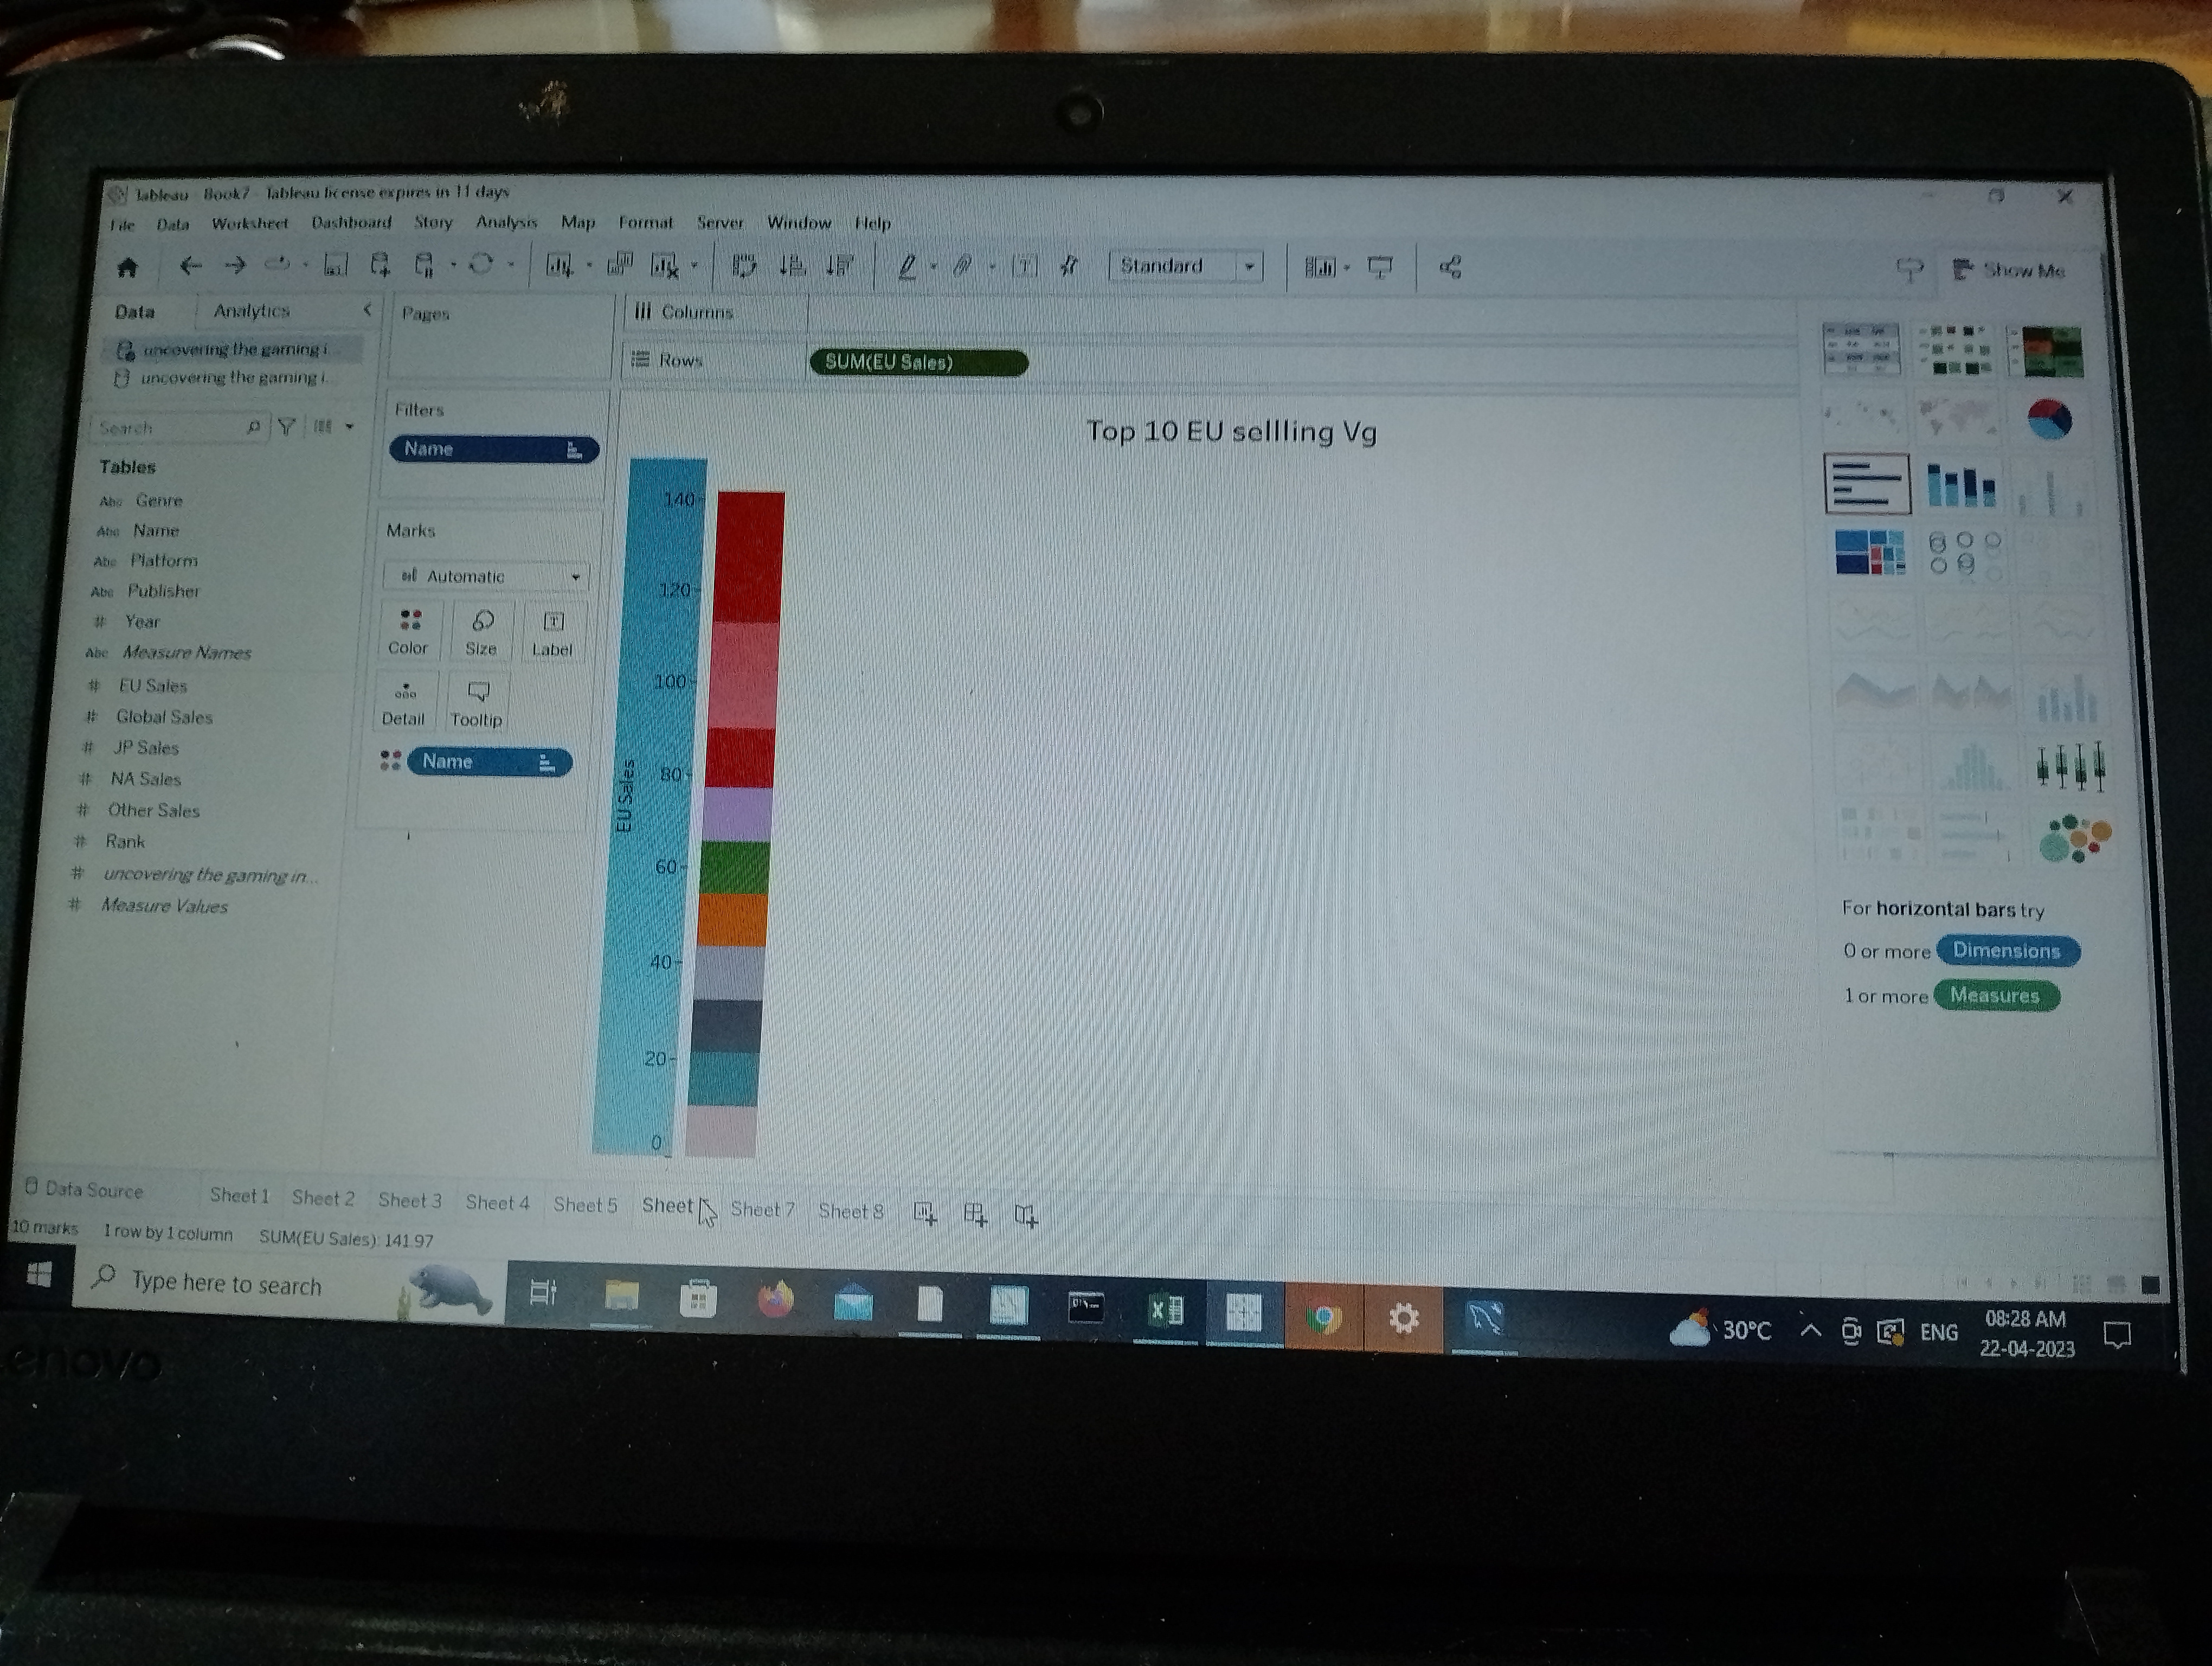 Tableau - Book7 - Tableau license expires in 11 days
File Data Worksheet Dashboard Story Analysis Map Format Server Window Help
Standard
Show Me
Data Analytics
Pages
Columns
uncovering the gaming i...
uncovering the gaming i...
Rows
SUM(EU Sales)
Search
Filters
Name
Top 10 EU sellling Vg
Tables
Abc Genre
Abc Name
Abc Platform
Abc Publisher
# Year
Abc Measure Names
# EU Sales
# Global Sales
# JP Sales
# NA Sales
# Other Sales
# Rank
# uncovering the gaming in...
# Measure Values
Marks
Automatic
Color Size Label
Detail Tooltip
Name
EU Sales
140
120
100
80
60
40
20
0
For horizontal bars try
0 or more Dimensions
1 or more Measures
Data Source Sheet 1 Sheet 2 Sheet 3 Sheet 4 Sheet 5 Sheet Sheet 7 Sheet 8
10 marks 1 row by 1 column SUM(EU Sales): 141.97
Type here to search
30°C
ENG
08:28 AM
22-04-2023
enovo